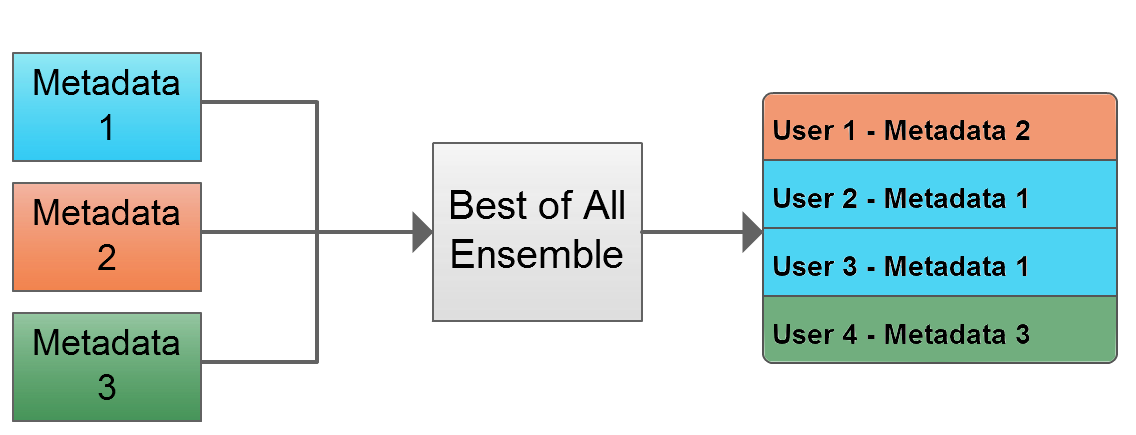 Metadata
1
Metadata
2
Metadata
3
Best of All
Ensemble
User 1 - Metadata 2
User 2 - Metadata 1
User 3 - Metadata 1
User 4 - Metadata 3